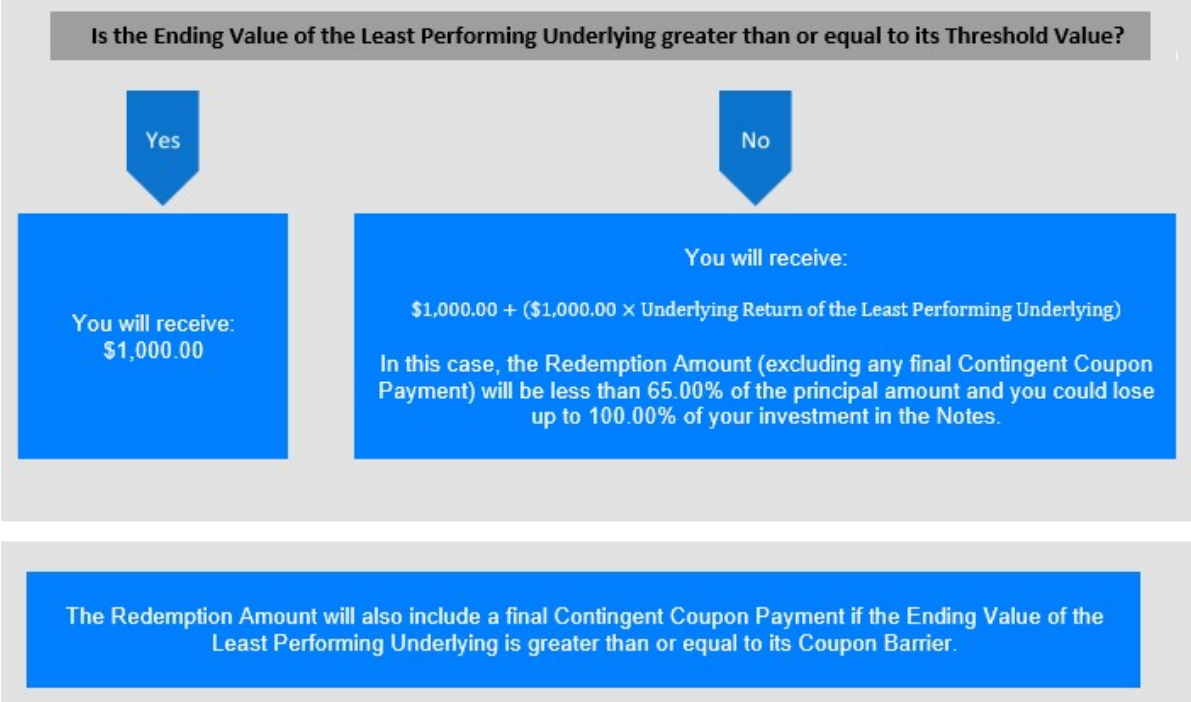 Is the Ending Value of the Least Performing Underlying greater than or equal to its Threshold Value?
Yes
No
You will receive:
$1,000.00
You will receive:
$1,000.00 + ($1,000.00 × Underlying Return of the Least Performing Underlying)
In this case, the Redemption Amount (excluding any final Contingent Coupon
Payment) will be less than 65.00% of the principal amount and you could lose
up to 100.00% of your investment in the Notes.
The Redemption Amount will also include a final Contingent Coupon Payment if the Ending Value of the
Least Performing Underlying is greater than or equal to its Coupon Barrier.